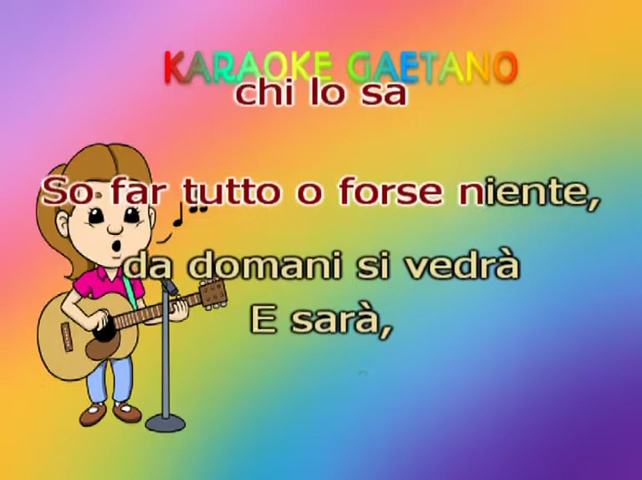 KARAOKE GAETANO
chi lo sa
So far tutto o forse niente,
da domani si vedrà
E sarà,